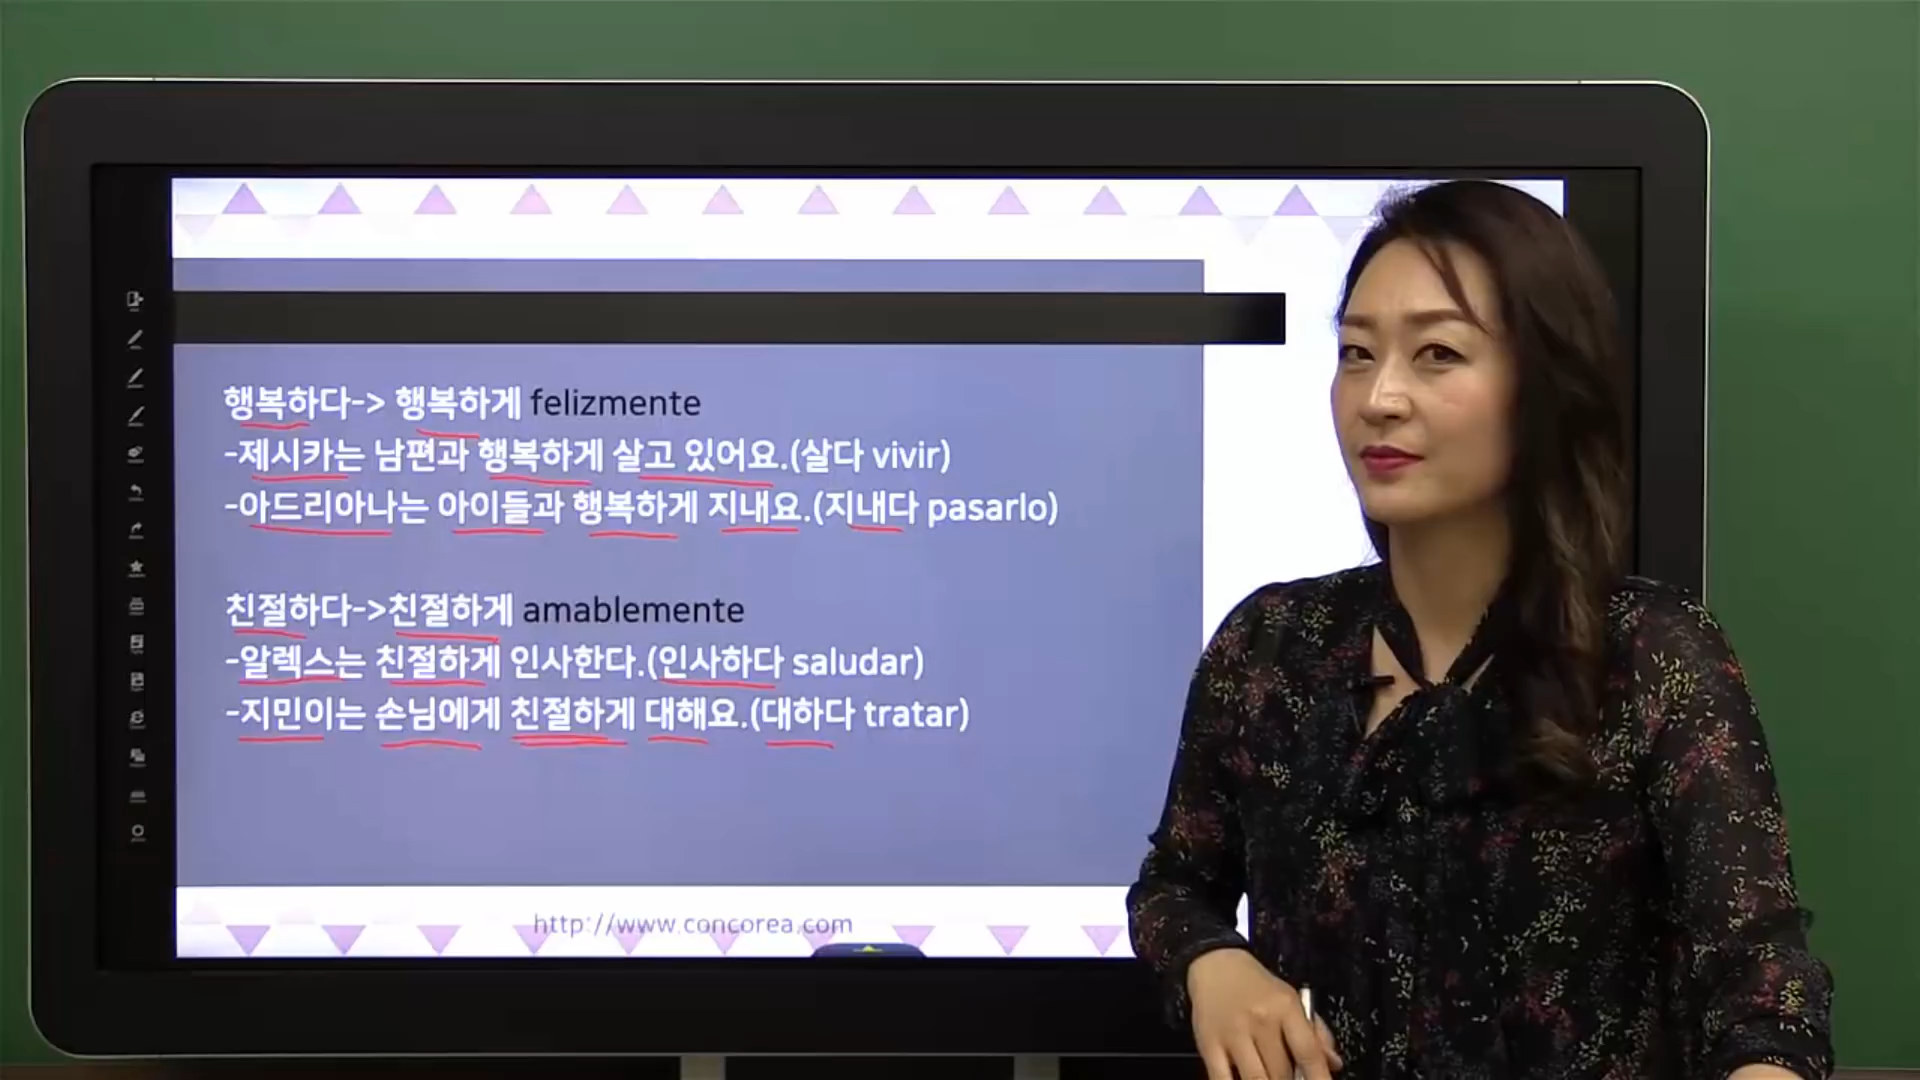 행복하다-> 행복하게 felizmente
-제시카는 남편과 행복하게 살고 있어요.(살다 vivir)
-아드리아나는 아이들과 행복하게 지내요.(지내다 pasarlo)
친절하다->친절하게 amablemente
-알렉스는 친절하게 인사한다.(인사하다 saludar)
-지민이는 손님에게 친절하게 대해요.(대하다 tratar)
http://www.concorea.com